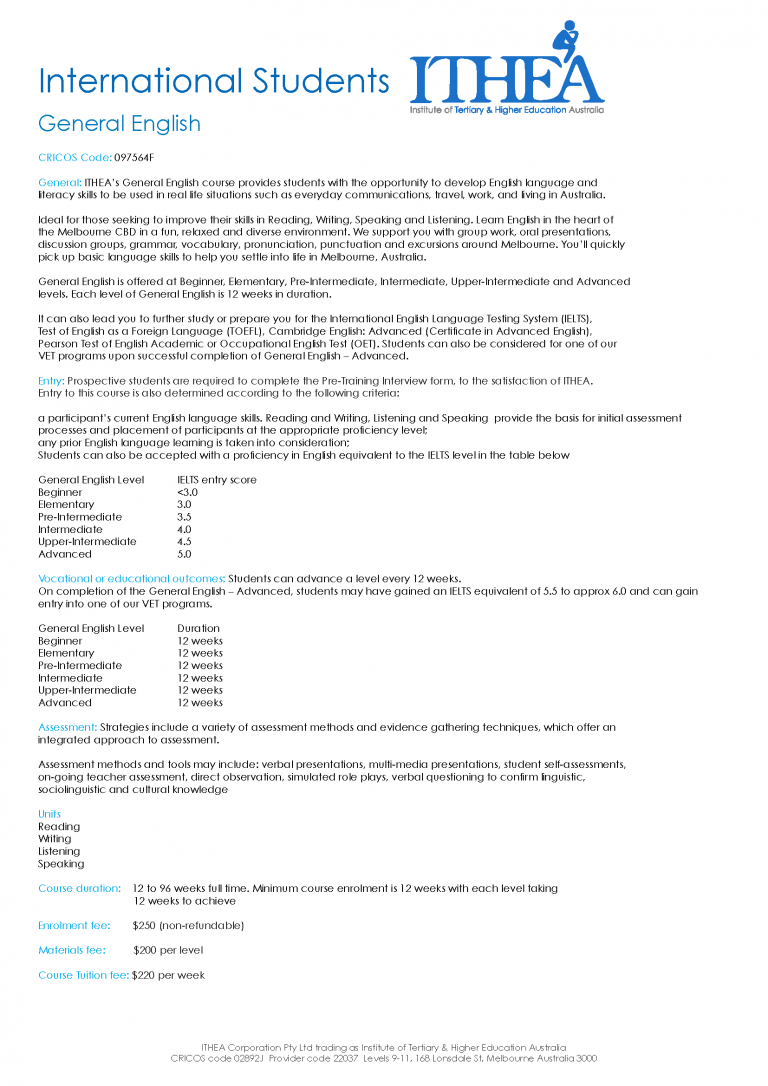 International Students
ITHEA
Institute of Tertiary & Higher Education Australia
General English
CRICOS Code: 097564F
General: ITHEA's General English course provides students with the opportunity to develop English language and
literacy skills to be used in real life situations such as everyday communications, travel, work, and living in Australia.
Ideal for those seeking to improve their skills in Reading, Writing, Speaking and Listening. Learn English in the heart of
the Melbourne CBD in a fun, relaxed and diverse environment. We support you with group work, oral presentations,
discussion groups, grammar, vocabulary, pronunciation, punctuation and excursions around Melbourne. You'll quickly
pick up basic language skills to help you settle into life in Melbourne, Australia.
General English is offered at Beginner, Elementary, Pre-Intermediate, Intermediate, Upper-Intermediate and Advanced
levels. Each level of General English is 12 weeks in duration.
It can also lead you to further study or prepare you for the International English Language Testing System (IELTS),
Test of English as a Foreign Language (TOEFL), Cambridge English: Advanced (Certificate in Advanced English),
Pearson Test of English Academic or Occupational English Test (OET). Students can also be considered for one of our
VET programs upon successful completion of General English – Advanced.
Entry: Prospective students are required to complete the Pre-Training Interview form, to the satisfaction of ITHEA.
Entry to this course is also determined according to the following criteria:
a participant's current English language skills. Reading and Writing, Listening and Speaking provide the basis for initial assessment
processes and placement of participants at the appropriate proficiency level;
any prior English language learning is taken into consideration;
Students can also be accepted with a proficiency in English equivalent to the IELTS level in the table below
General English Level IELTS entry score
Beginner <3.0
Elementary 3.0
Pre-Intermediate 3.5
Intermediate 4.0
Upper-Intermediate 4.5
Advanced 5.0
Vocational or educational outcomes: Students can advance a level every 12 weeks.
On completion of the General English – Advanced, students may have gained an IELTS equivalent of 5.5 to approx 6.0 and can gain
entry into one of our VET programs.
General English Level Duration
Beginner 12 weeks
Elementary 12 weeks
Pre-Intermediate 12 weeks
Intermediate 12 weeks
Upper-Intermediate 12 weeks
Advanced 12 weeks
Assessment: Strategies include a variety of assessment methods and evidence gathering techniques, which offer an
integrated approach to assessment.
Assessment methods and tools may include: verbal presentations, multi-media presentations, student self-assessments,
on-going teacher assessment, direct observation, simulated role plays, verbal questioning to confirm linguistic,
sociolinguistic and cultural knowledge
Units
Reading
Writing
Listening
Speaking
Course duration: 12 to 96 weeks full time. Minimum course enrolment is 12 weeks with each level taking
12 weeks to achieve
Enrolment fee: $250 (non-refundable)
Materials fee: $200 per level
Course Tuition fee: $220 per week
ITHEA Corporation Pty Ltd trading as Institute of Tertiary & Higher Education Australia
CRICOS code 02892J Provider code 22037 Levels 9-11, 168 Lonsdale St, Melbourne Australia 3000